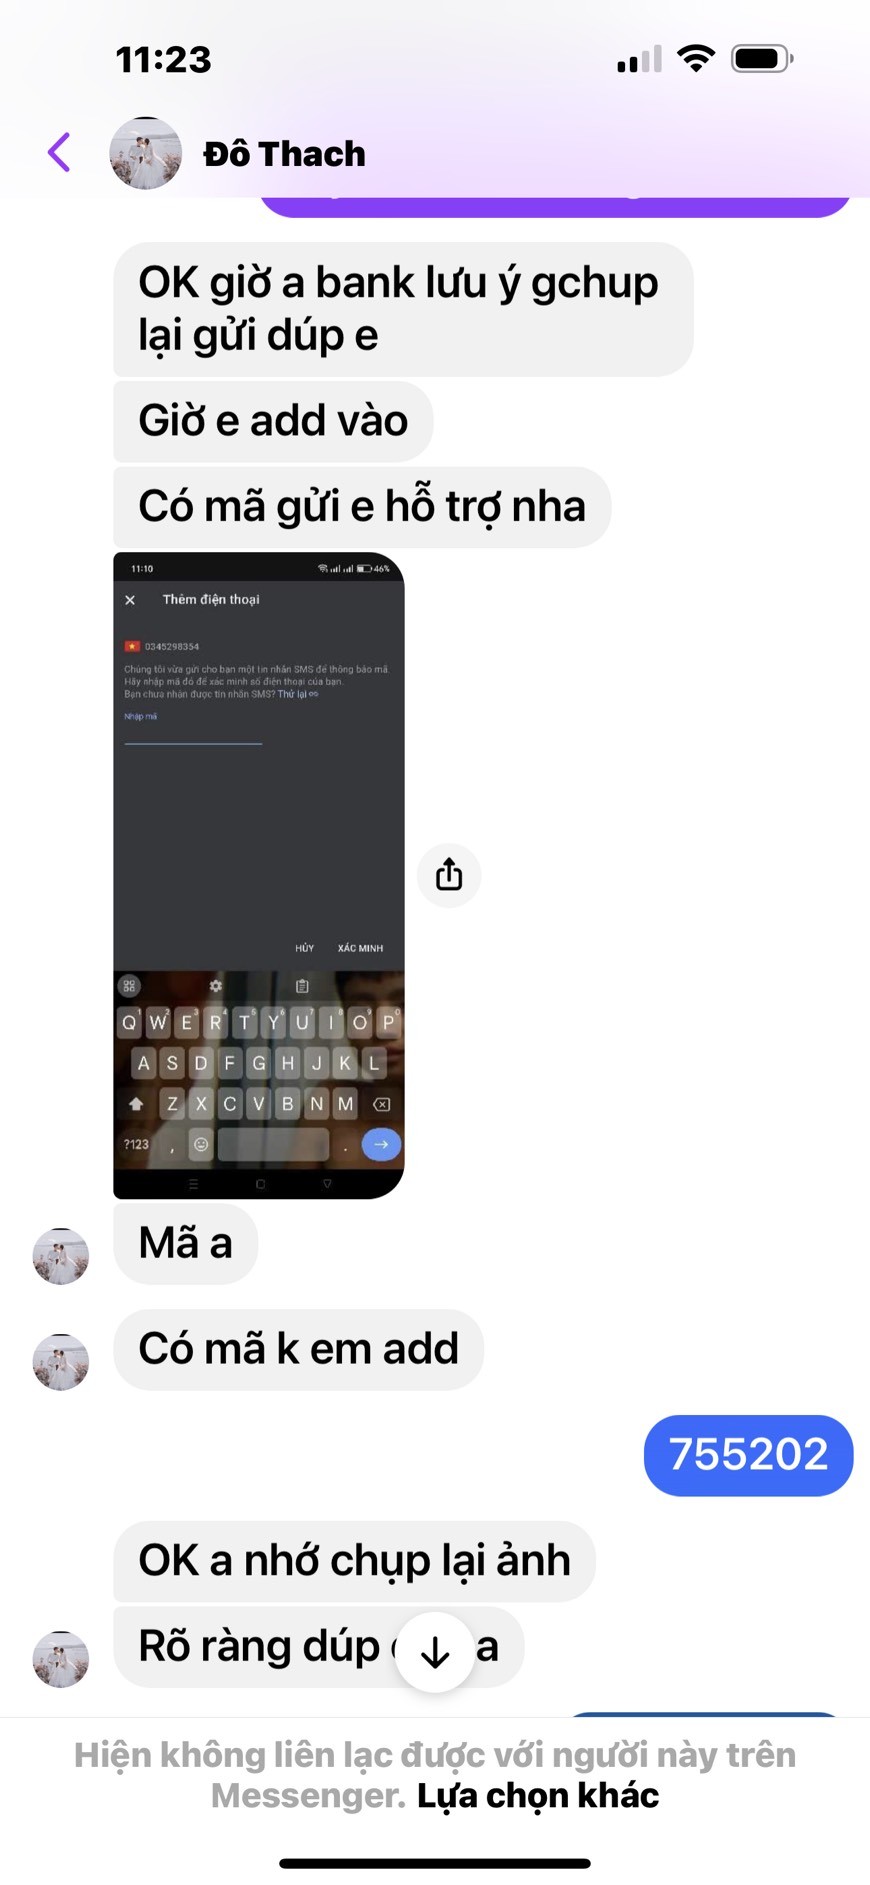 11:23
Đô Thach
OK giờ a bank lưu ý gchup
lại gửi dúp e
Giờ e add vào
Có mã gửi e hỗ trợ nha
11:10
46%
Thêm điện thoại
0345298354
Chúng tôi vừa gửi cho bạn một tin nhắn SMS để thông báo mã.
Hãy nhập mã đó để xác minh số điện thoại của bạn.
Bạn chưa nhận được tin nhắn SMS? Thử lại
Nhập mã
HỦY XÁC MINH
Q W E R T Y U I O P
A S D F G H J K L
Z X C V B N M
?123 , .
Mã a
Có mã k em add
755202
OK a nhớ chụp lại ảnh
Rõ ràng dúp a
Hiện không liên lạc được với người này trên
Messenger. Lựa chọn khác